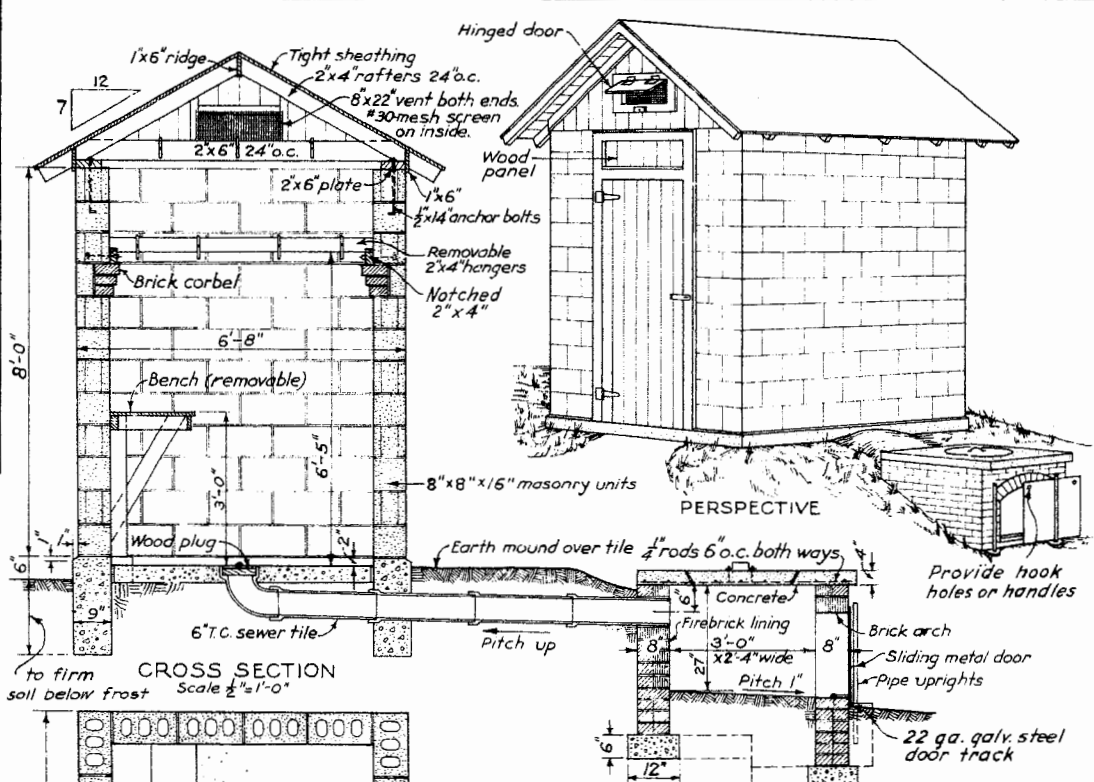 1"x6" ridge
Tight sheathing
2"x4" rafters 24" o.c.
8"x22" vent both ends.
#30-mesh screen
on inside.
12
7
2"x6" 24" o.c.
2"x6" plate
1"x6"
½"x14" anchor bolts
Removable
2"x4" hangers
Notched
2" x 4"
Brick corbel
8'-0"
6'-8"
Bench (removable)
3'-0"
6'-5"
8"x8"x16" masonry units
1"
1"
Wood plug
2"
6"
9"
6" T.C. sewer tile
to firm
soil below frost
CROSS SECTION
Scale ½"=1'-0"
Hinged door
Wood
panel
PERSPECTIVE
Provide hook
holes or handles
Earth mound over tile
¼" rods 6" o.c. both ways
4"
6"
Concrete
Firebrick lining
8"
3'-0"
x2'-4" wide
8"
27"
Pitch up
Pitch 1"
Brick arch
Sliding metal door
Pipe uprights
22 ga. galv. steel
door track
6"
12"